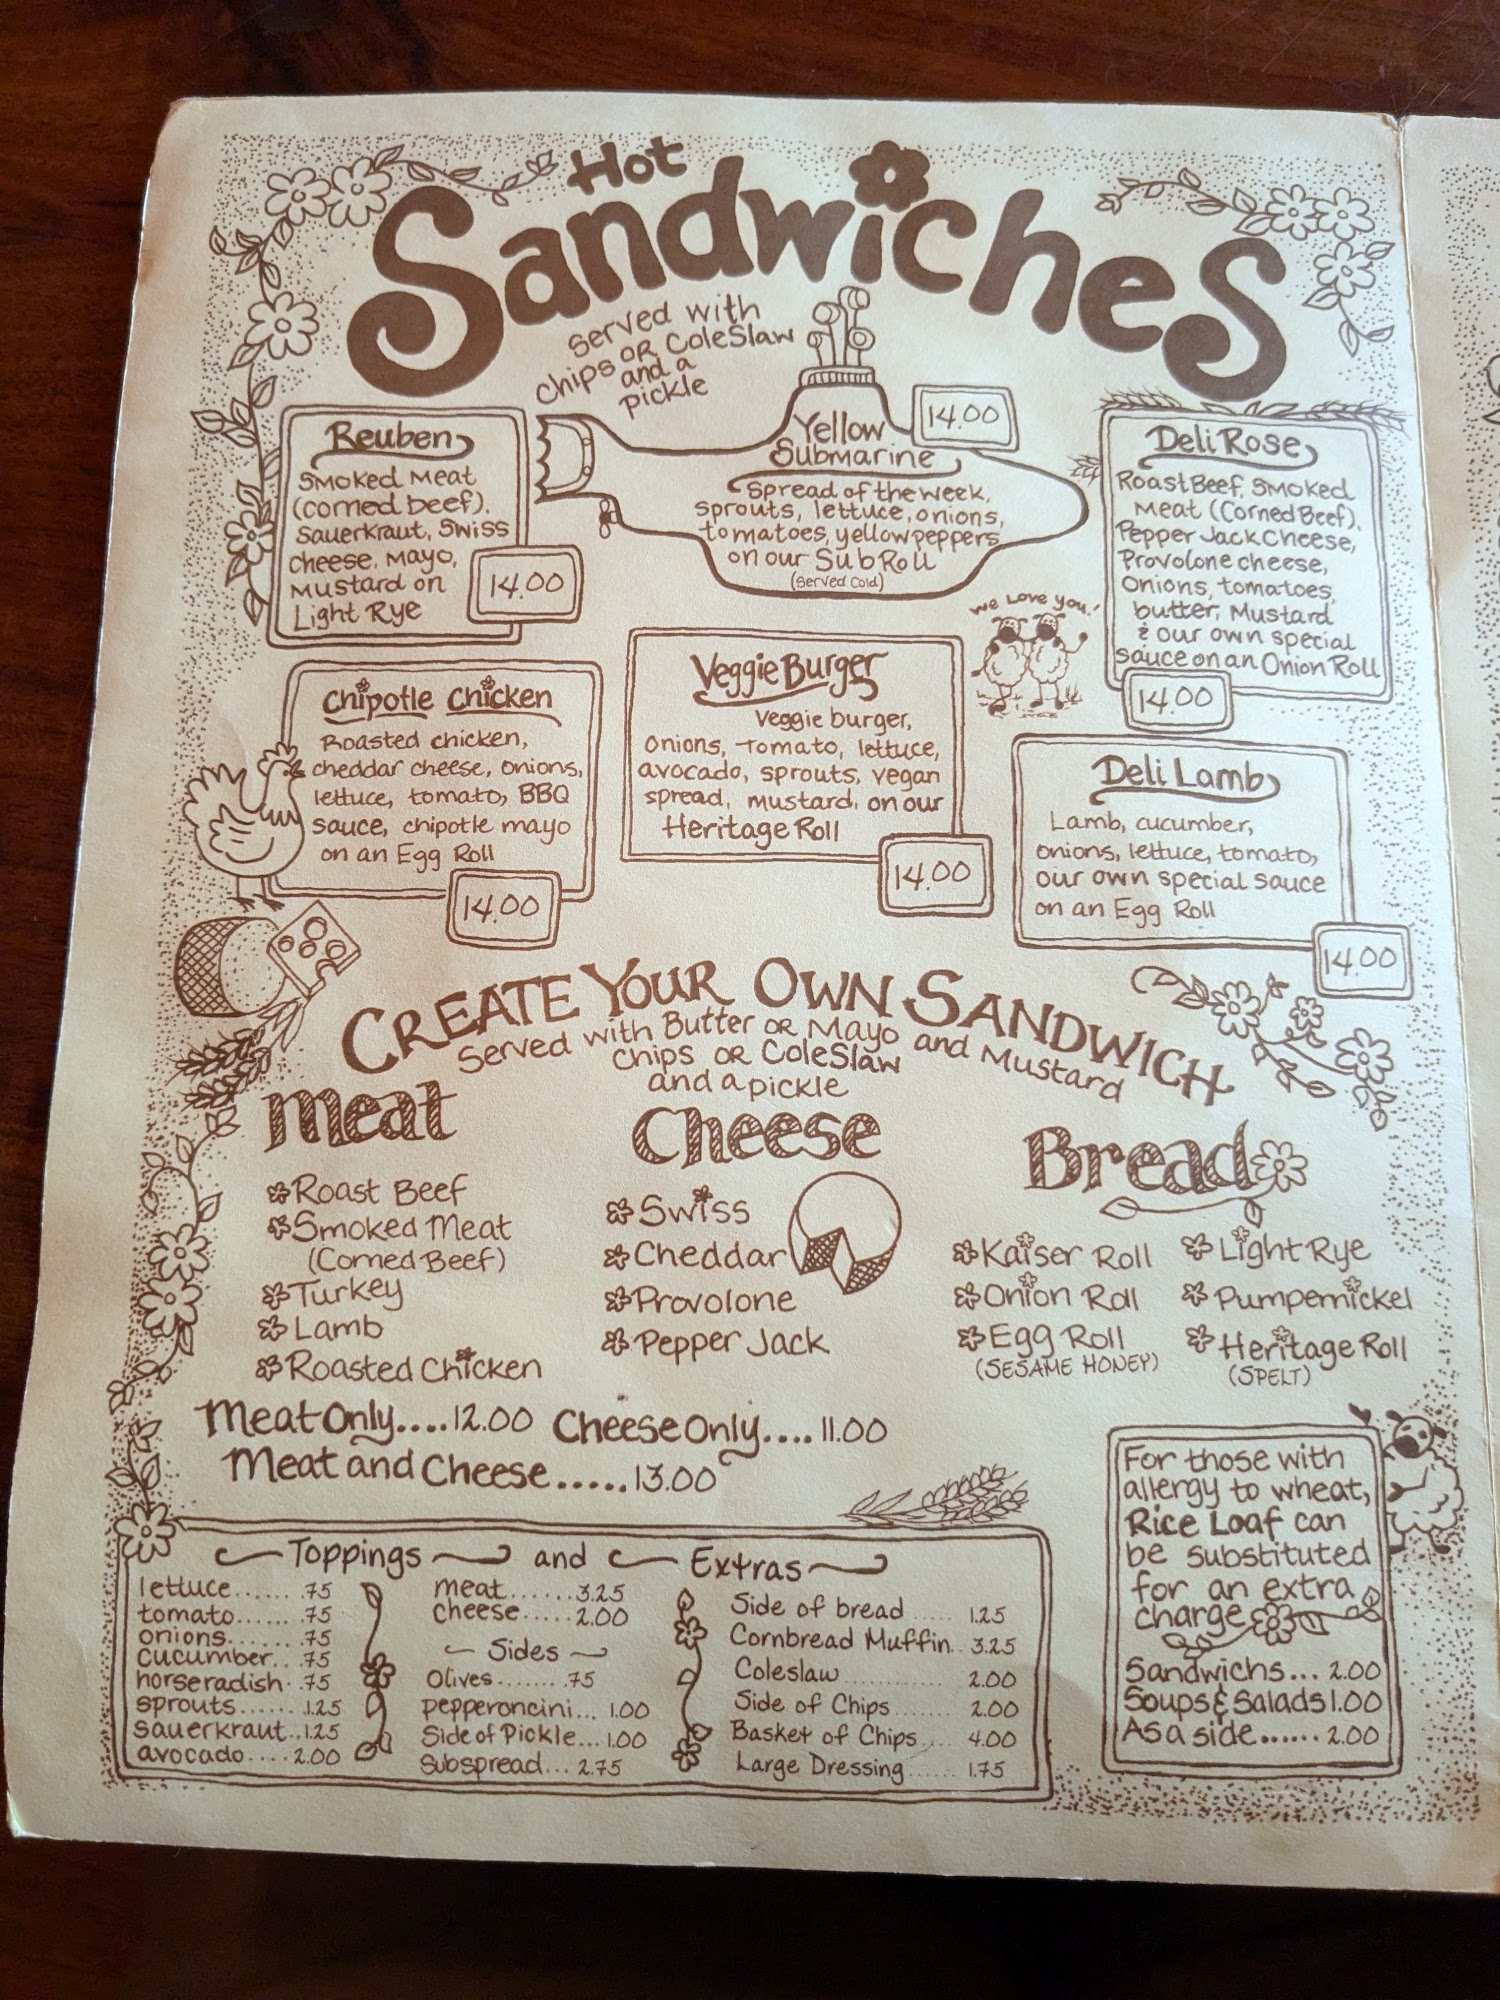 Hot
Sandwiches
Served with
Chips OR ColeSlaw
and a
pickle
Reuben
Smoked Meat
(corned beef),
Sauerkraut, Swiss
cheese, Mayo,
Mustard on
Light Rye
14.00
Yellow
Submarine
14.00
Spread of the week,
sprouts, lettuce, onions,
tomatoes, yellow peppers
on our Sub Roll
(Served Cold)
Deli Rose
Roast Beef, Smoked
Meat (Corned Beef),
Pepper Jack Cheese,
Provolone cheese,
Onions, tomatoes,
butter, Mustard
& our own special
sauce on an Onion Roll
14.00
We Love you!
Chipotle Chicken
Roasted chicken,
cheddar cheese, onions,
lettuce, tomato, BBQ
sauce, chipotle mayo
on an Egg Roll
14.00
Veggie Burger
Veggie burger,
onions, tomato, lettuce,
avocado, sprouts, vegan
spread, mustard, on our
Heritage Roll
14.00
Deli Lamb
Lamb, cucumber,
onions, lettuce, tomato,
our own special sauce
on an Egg Roll
14.00
CREATE YOUR OWN SANDWICH
Served with Butter OR Mayo and Mustard
Chips OR ColeSlaw
and a pickle
Meat
Roast Beef
Smoked Meat
(Corned Beef)
Turkey
Lamb
Roasted Chicken
Cheese
Swiss
Cheddar
Provolone
Pepper Jack
Bread
Kaiser Roll
Onion Roll
Egg Roll
(SESAME HONEY)
Light Rye
Pumpernickel
Heritage Roll
(SPELT)
Meat Only....12.00 Cheese Only....11.00
Meat and Cheese.....13.00
Toppings and Extras
lettuce......75
tomato......75
onions.......75
cucumber..75
horseradish.75
sprouts......1.25
sauerkraut..1.25
avocado....2.00
meat......3.25
cheese.....2.00
Sides
Olives........75
pepperoncini...1.00
Side of Pickle...1.00
Subspread...2.75
Side of bread.....1.25
Cornbread Muffin..3.25
Coleslaw............2.00
Side of Chips.......2.00
Basket of Chips....4.00
Large Dressing......1.75
For those with
allergy to wheat,
Rice Loaf can
be substituted
for an extra
charge
Sandwichs...2.00
Soups & Salads 1.00
As a side......2.00